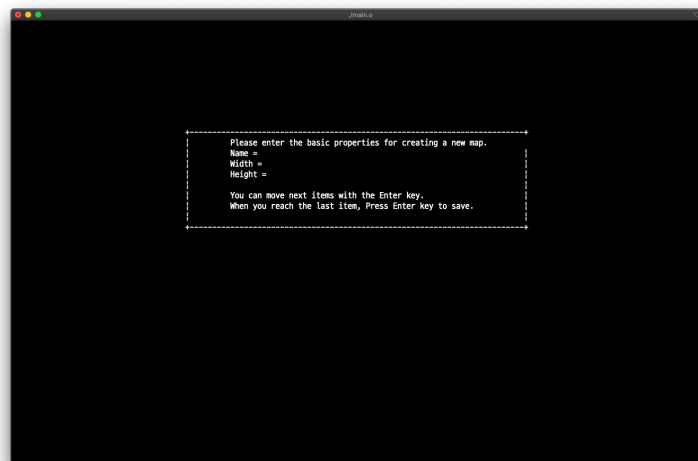 ./main.o
Please enter the basic properties for creating a new map.
Name =
Width =
Height =
You can move next items with the Enter key.
When you reach the last item, Press Enter key to save.